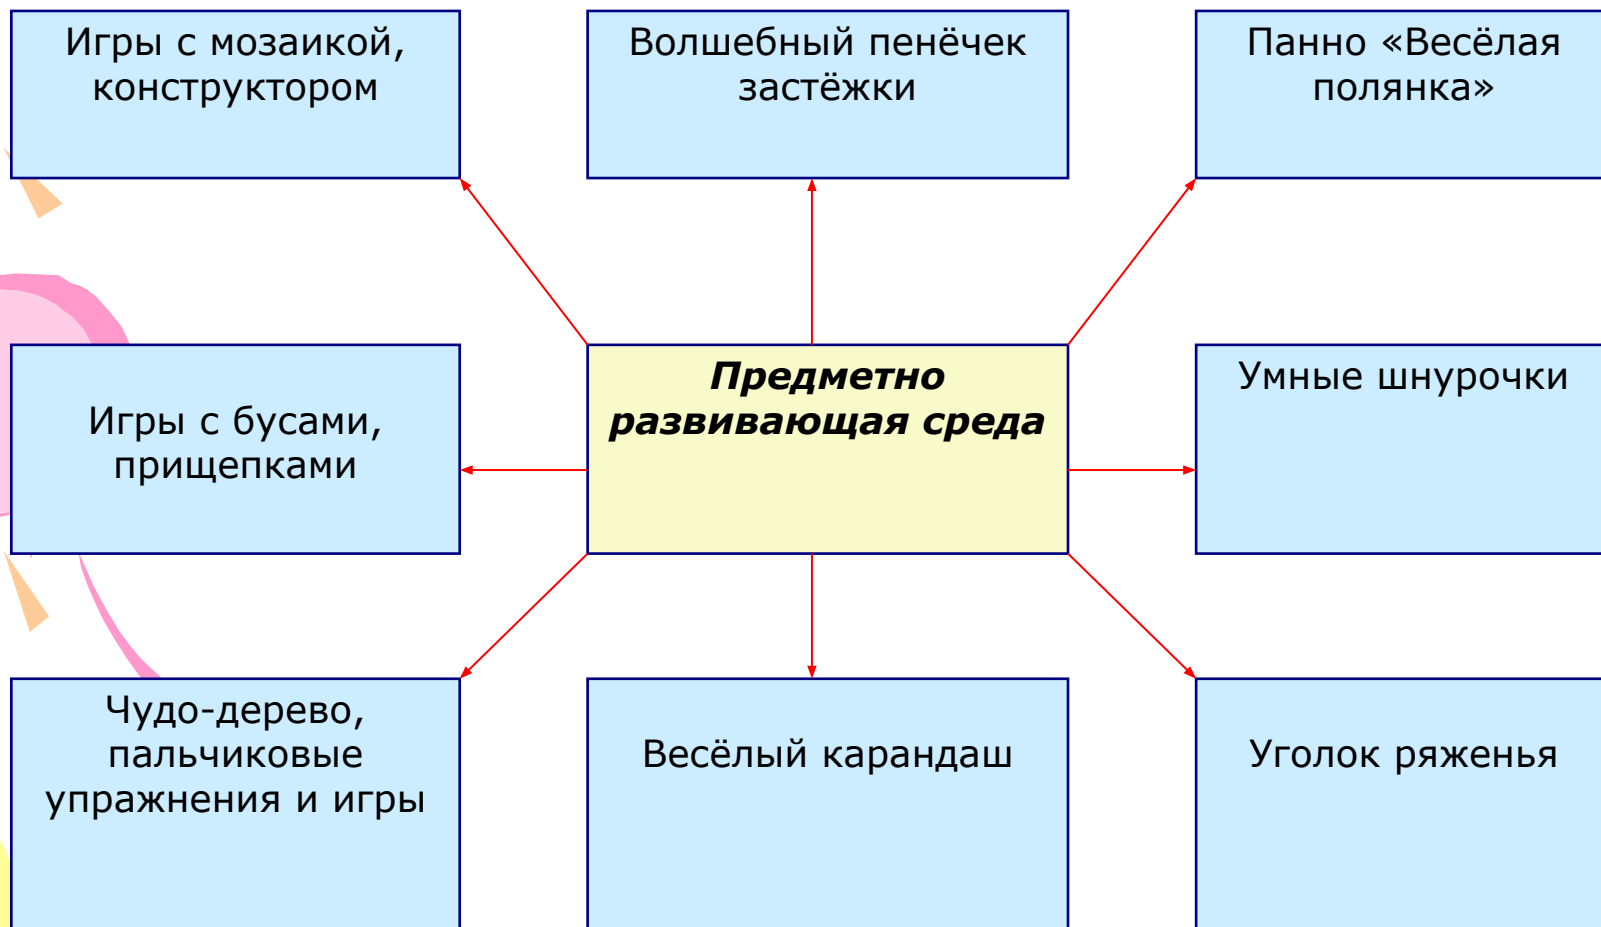 Игры с мозаикой,
конструктором
Волшебный пенёчек
застёжки
Панно «Весёлая
полянка»
Игры с бусами,
прищепками
Предметно
развивающая среда
Умные шнурочки
Чудо-дерево,
пальчиковые
упражнения и игры
Весёлый карандаш
Уголок ряженья